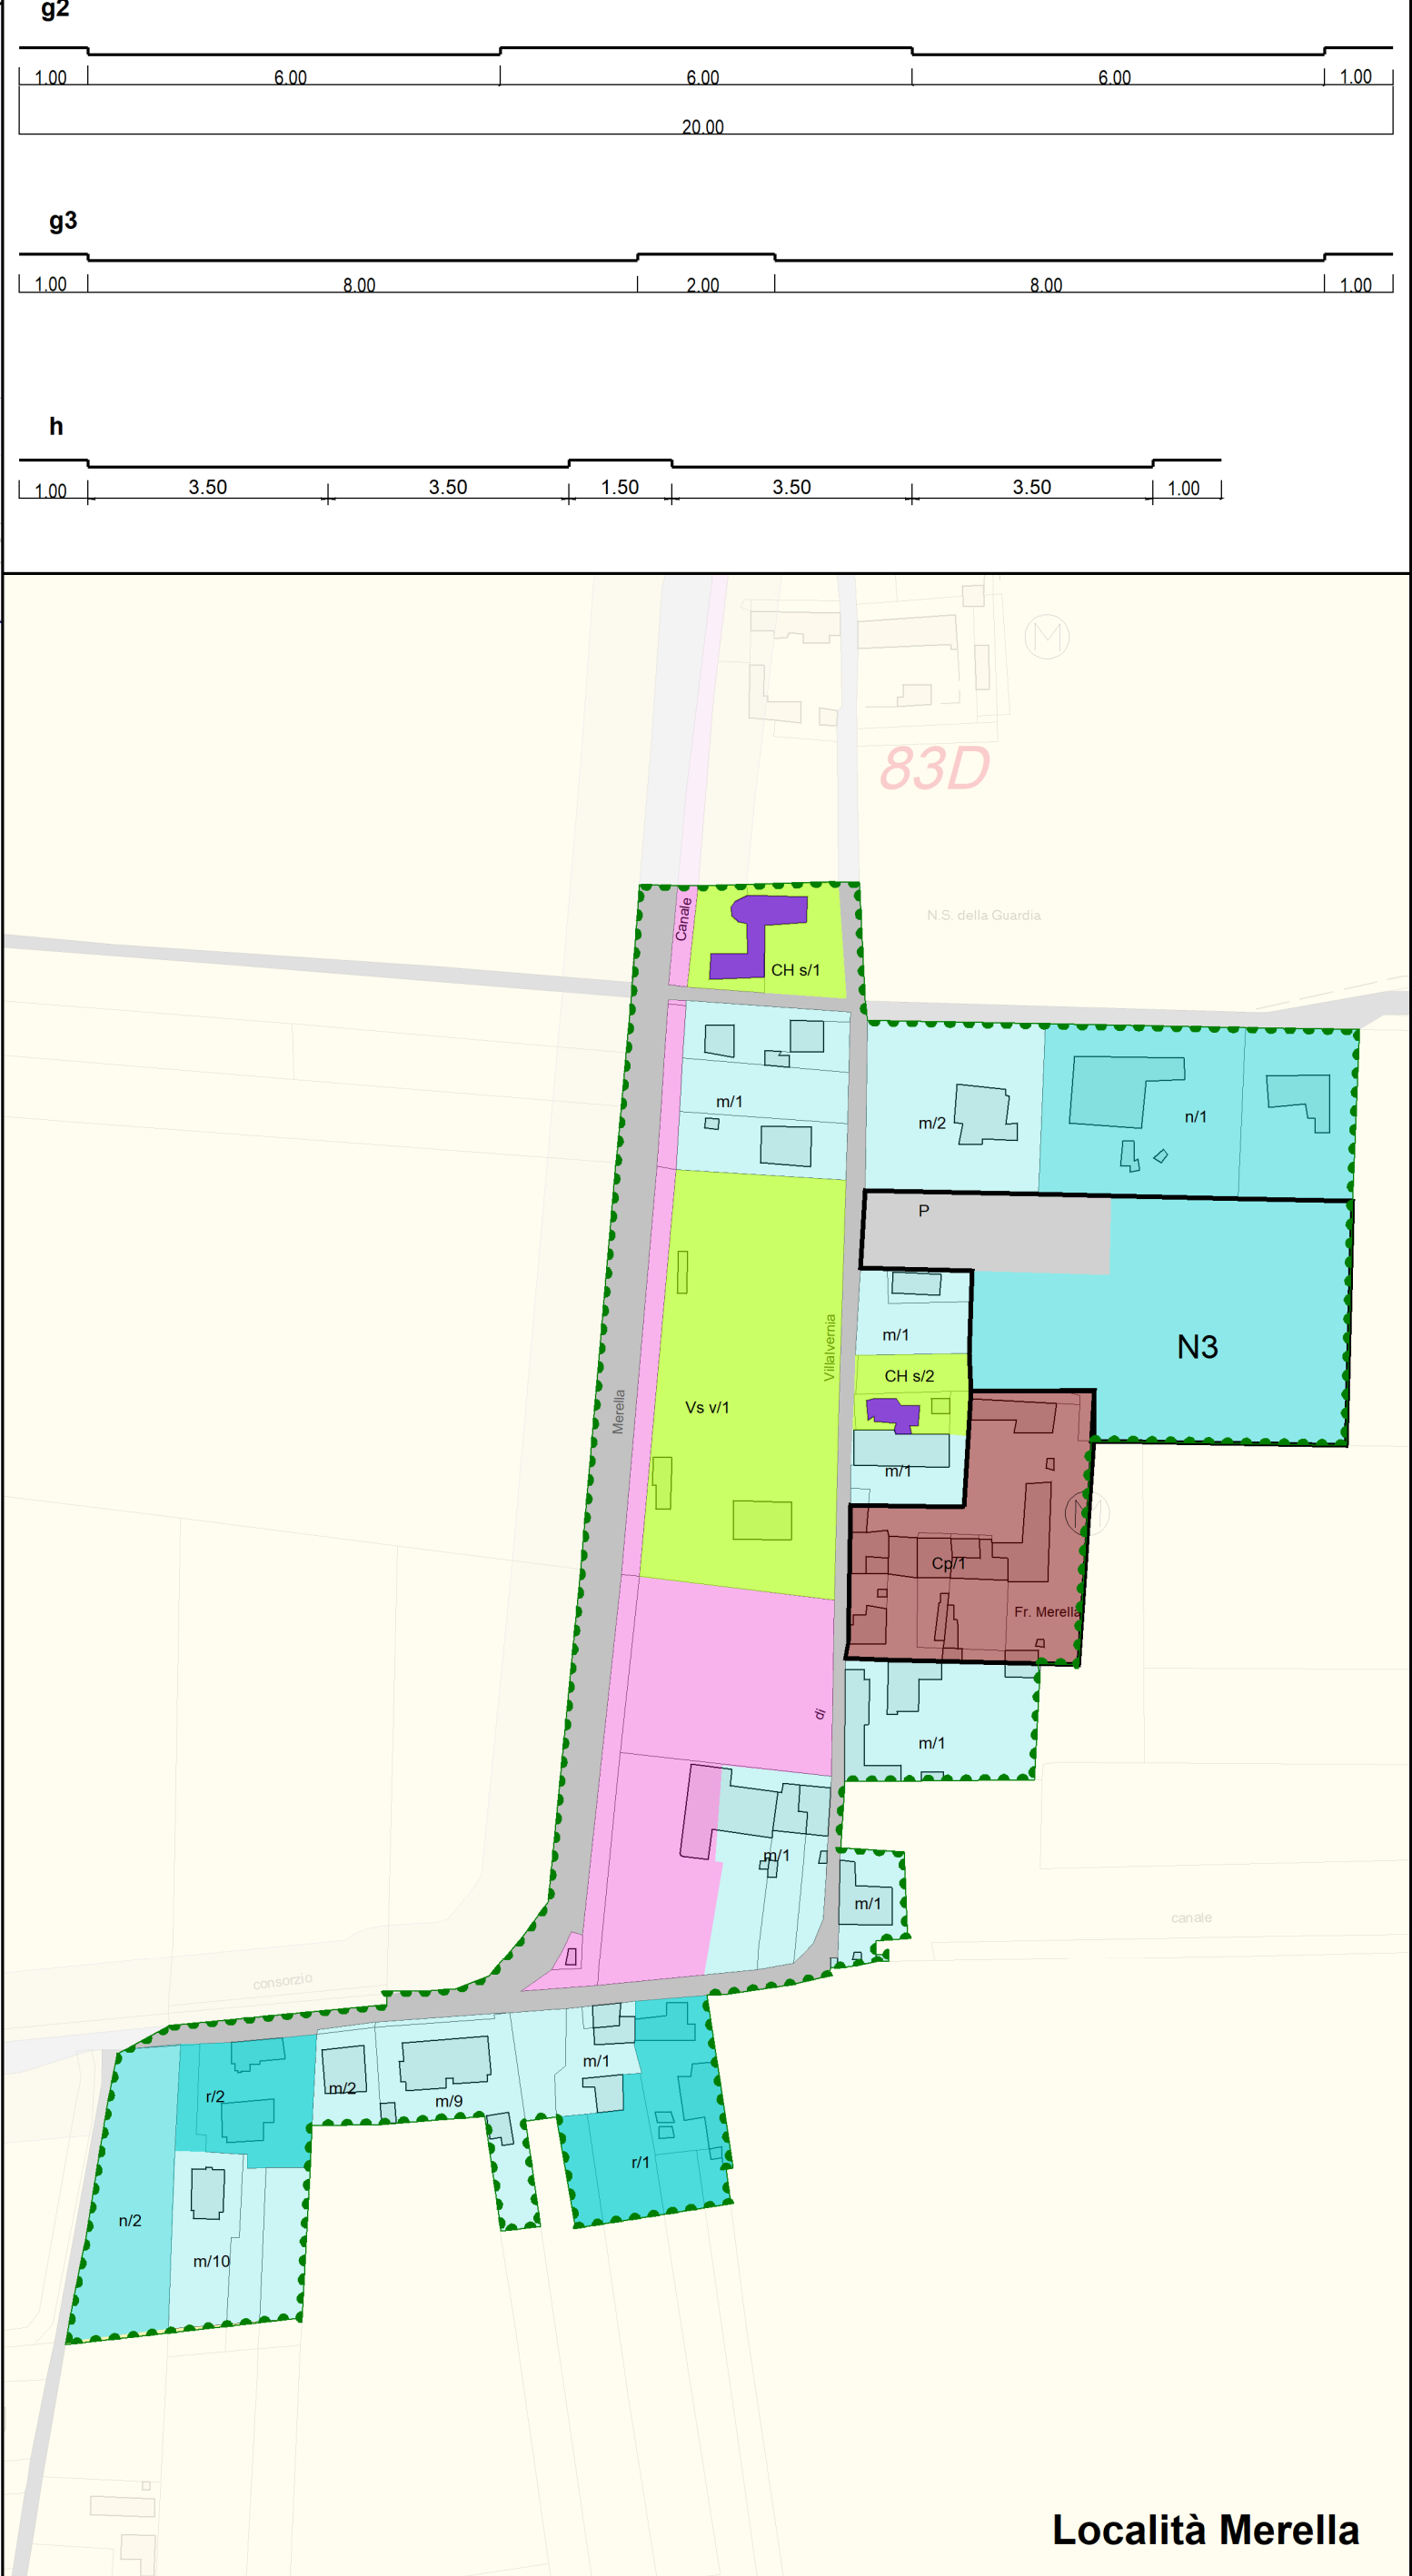 g2
1.00 6.00 6.00 6.00 1.00
20.00
g3
1.00 8.00 2.00 8.00 1.00
h
1.00 3.50 3.50 1.50 3.50 3.50 1.00
M
83D
N.S. della Guardia
Canale
CH s/1
m/1
m/2
n/1
P
m/1
N3
Villalvernia
CH s/2
Merella
Vs v/1
m/1
M
Cp/1
Fr. Merella
di
m/1
m/1
m/1
canale
consorzio
m/1
m/2
r/2
m/9
r/1
n/2
m/10
Località Merella